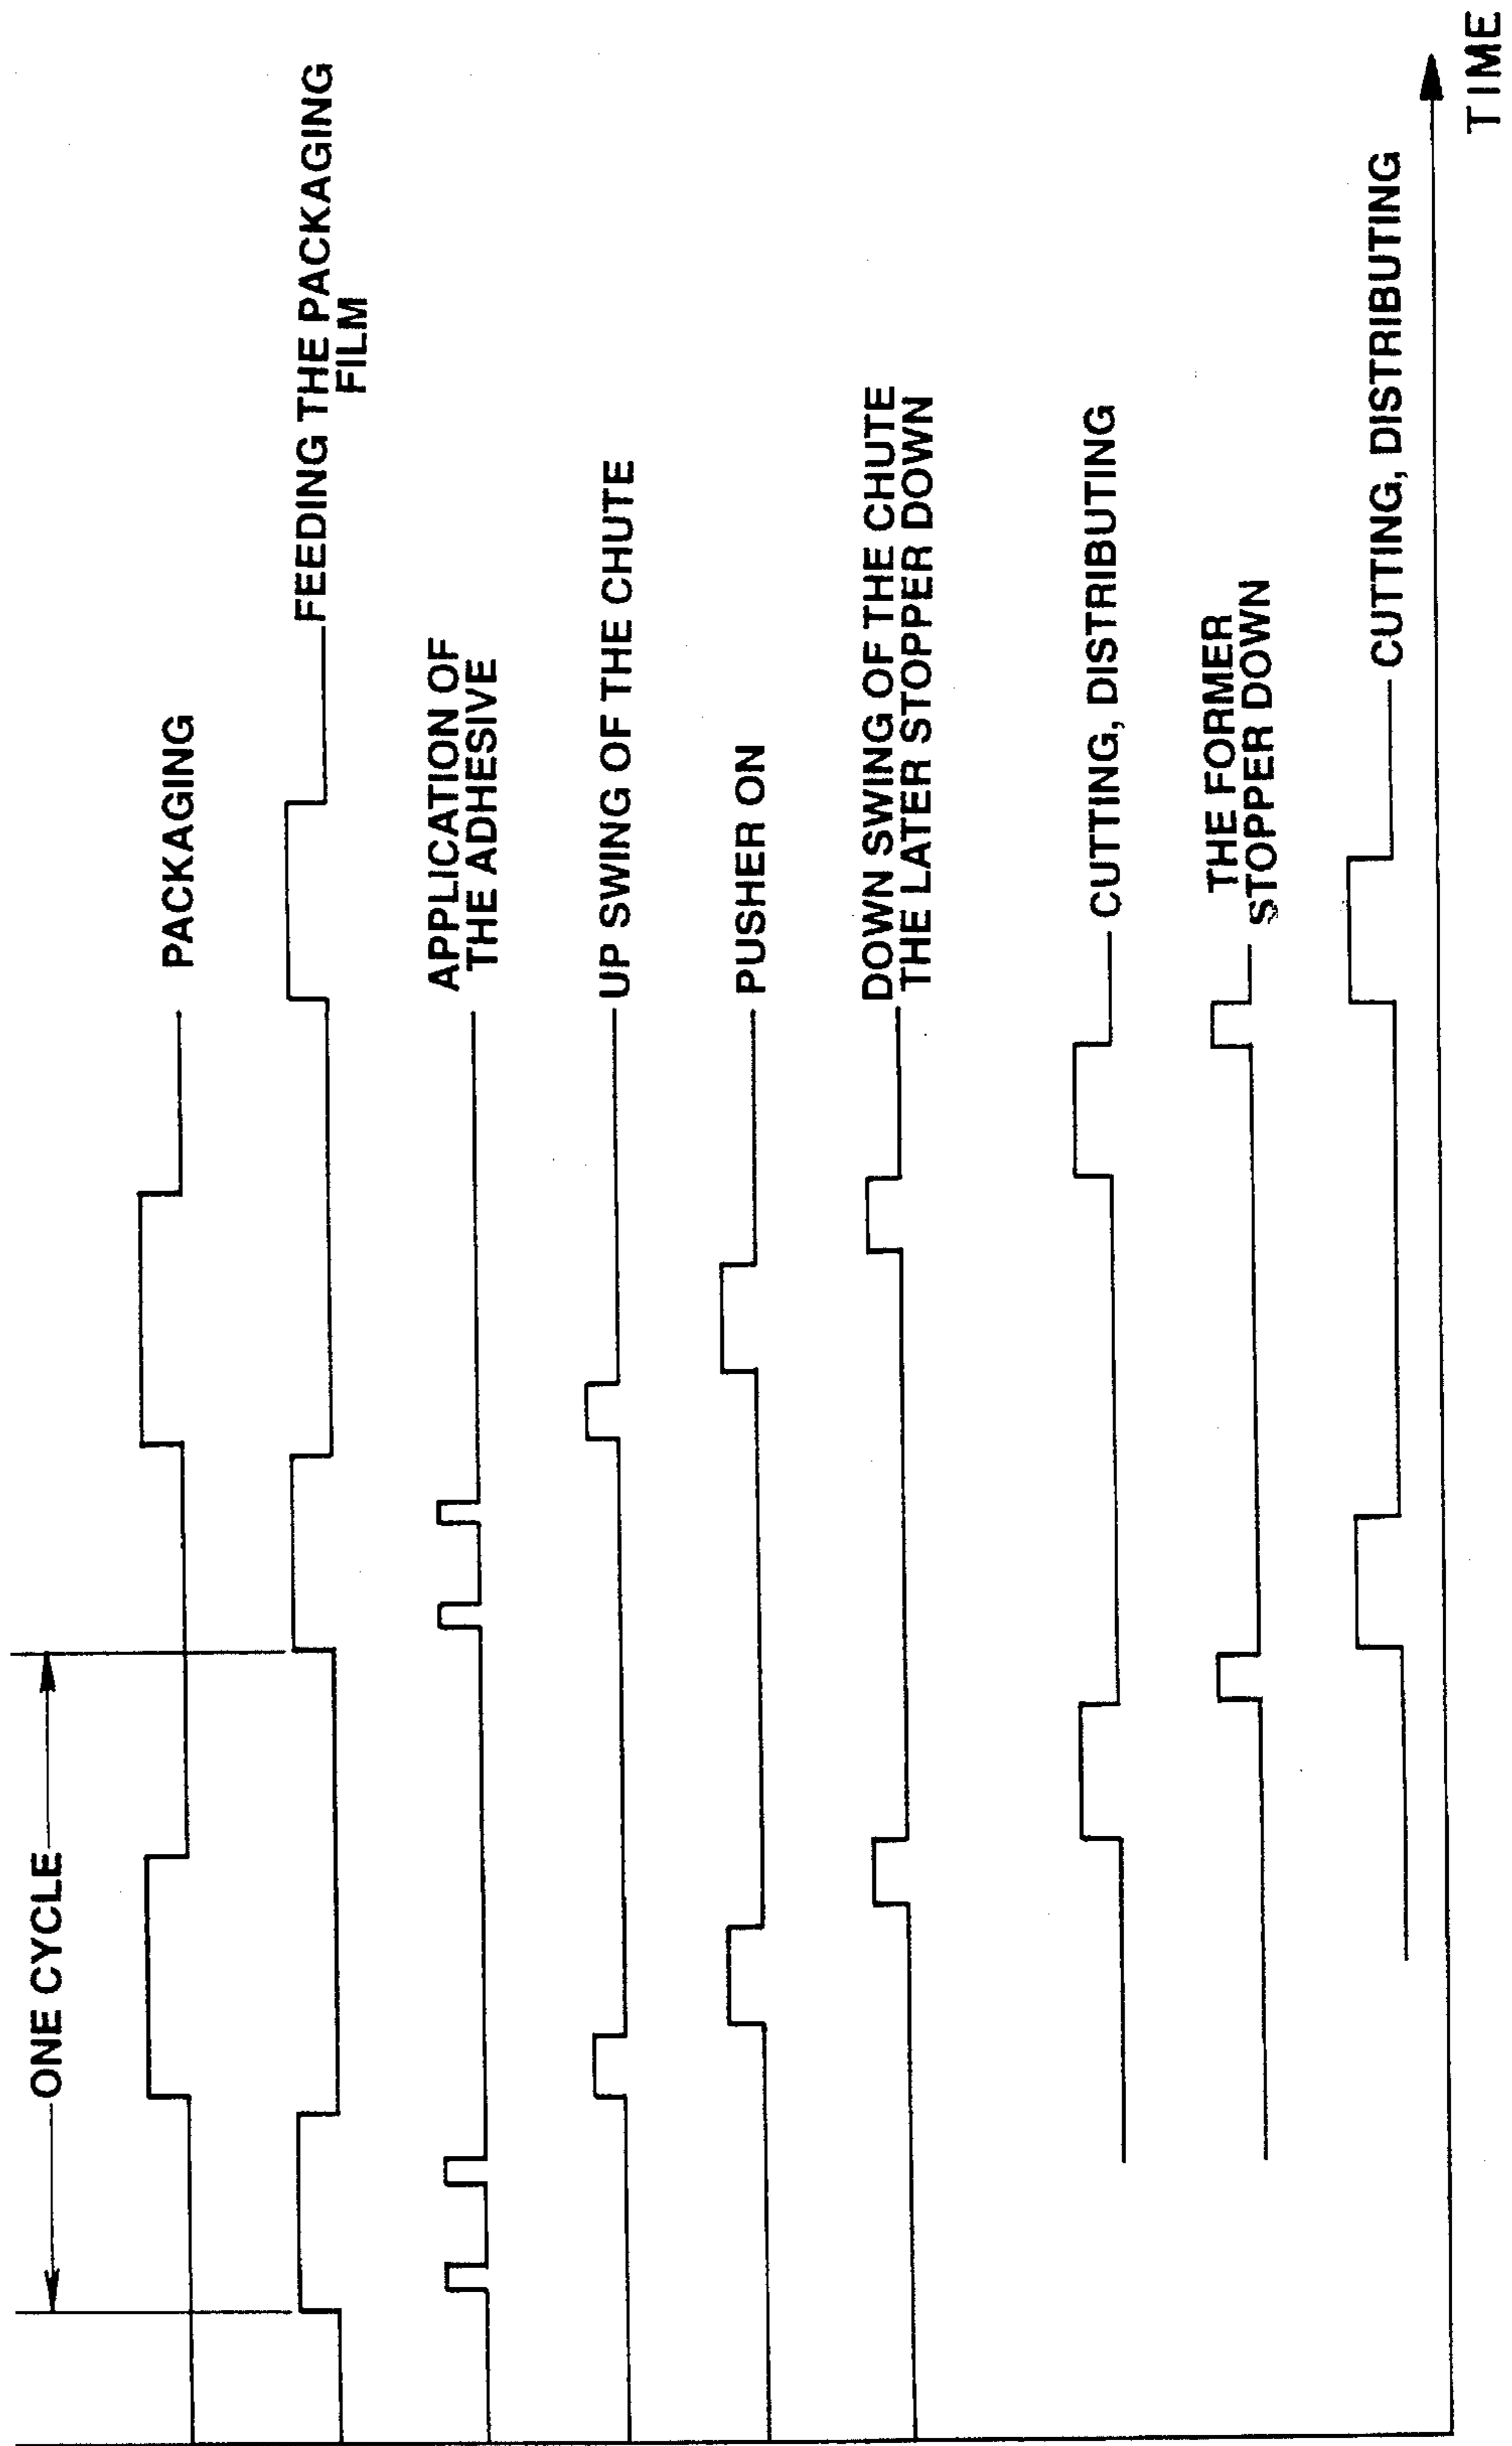 ONE CYCLE
PACKAGING
FEEDING THE PACKAGING
FILM
APPLICATION OF
THE ADHESIVE
UP SWING OF THE CHUTE
PUSHER ON
DOWN SWING OF THE CHUTE
THE LATER STOPPER DOWN
CUTTING, DISTRIBUTING
THE FORMER
STOPPER DOWN
CUTTING, DISTRIBUTING
TIME